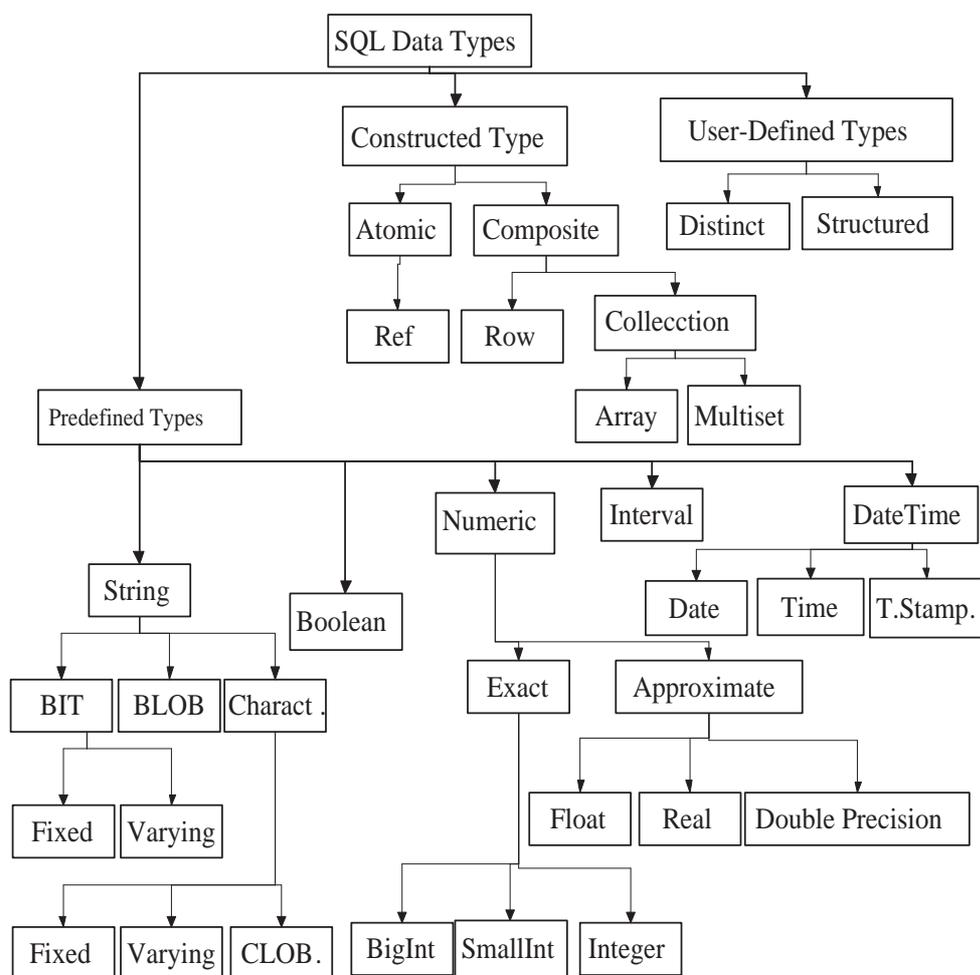 SQL Data Types
Constructed Type
User-Defined Types
Atomic
Composite
Distinct
Structured
Ref
Row
Collecction
Array
Multiset
Predefined Types
Numeric
Interval
DateTime
String
Boolean
Date
Time
T.Stamp.
BIT
BLOB
Charact .
Exact
Approximate
Fixed
Varying
Float
Real
Double Precision
Fixed
Varying
CLOB.
BigInt
SmallInt
Integer